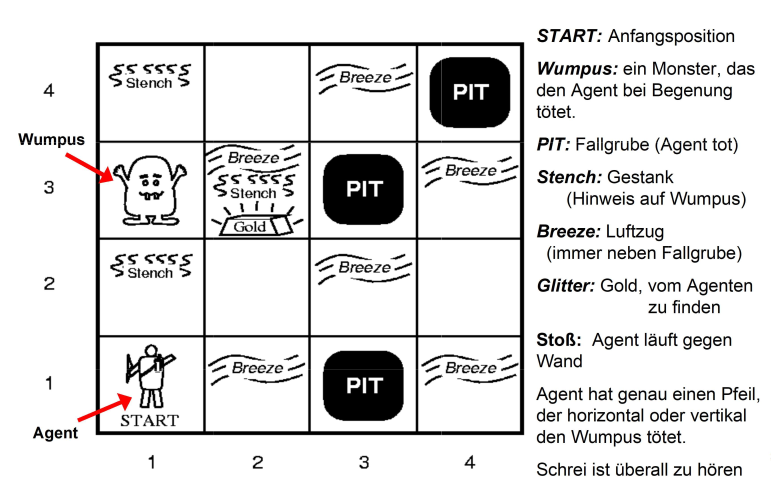 START: Anfangsposition
Wumpus: ein Monster, das
den Agent bei Begenung
tötet.
PIT: Fallgrube (Agent tot)
Stench: Gestank
(Hinweis auf Wumpus)
Breeze: Luftzug
(immer neben Fallgrube)
Glitter: Gold, vom Agenten
zu finden
Stoß: Agent läuft gegen
Wand
Agent hat genau einen Pfeil,
der horizontal oder vertikal
den Wumpus tötet.
Schrei ist überall zu hören
4
Stench
Breeze
PIT
Wumpus
3
Breeze
Stench
Gold
PIT
Breeze
2
Stench
Breeze
1
START
Breeze
PIT
Breeze
Agent
1 2 3 4